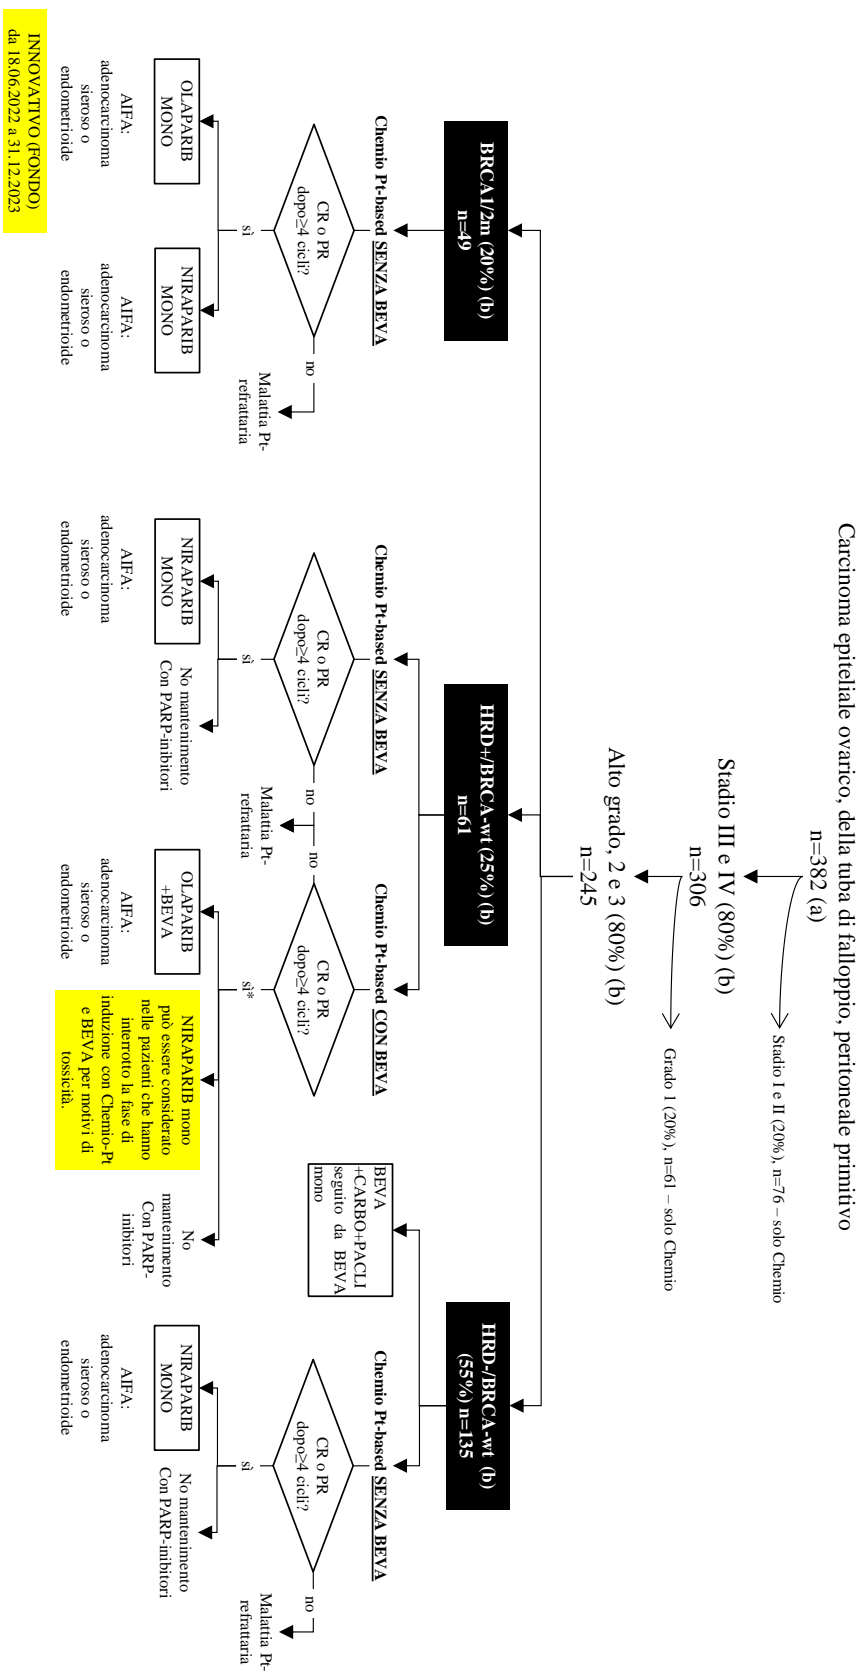 Carcinoma epiteliale ovarico, della tuba di falloppio, peritoneale primitivo
n=382 (a)
Stadio I e II (20%), n=76 – solo Chemio
Stadio III e IV (80%) (b)
n=306
Grado 1 (20%), n=61 – solo Chemio
Alto grado, 2 e 3 (80%) (b)
n=245
BRCA1/2m (20%) (b)
n=49
Chemio Pt-based SENZA BEVA
CR o PR
dopo≥4 cicli?
no
Malattia Pt-
refrattaria
sì
OLAPARIB
MONO
AIFA:
adenocarcinoma
sieroso o
endometrioide
INNOVATIVO (FONDO)
da 18.06.2022 a 31.12.2023
NIRAPARIB
MONO
AIFA:
adenocarcinoma
sieroso o
endometrioide
HRD+/BRCA-wt (25%) (b)
n=61
Chemio Pt-based SENZA BEVA
CR o PR
dopo≥4 cicli?
no
Malattia Pt-
refrattaria
sì
NIRAPARIB
MONO
AIFA:
adenocarcinoma
sieroso o
endometrioide
No mantenimento
Con PARP-inibitori
Chemio Pt-based CON BEVA
CR o PR
dopo≥4 cicli?
no
sì*
OLAPARIB
+BEVA
AIFA:
adenocarcinoma
sieroso o
endometrioide
NIRAPARIB mono
può essere considerato
nelle pazienti che hanno
interrotto la fase di
induzione con Chemio-Pt
e BEVA per motivi di
tossicità.
No
mantenimento
Con PARP-
inibitori
HRD-/BRCA-wt (b)
(55%) n=135
BEVA
+CARBO+PACLI
seguito da BEVA
mono
Chemio Pt-based SENZA BEVA
CR o PR
dopo≥4 cicli?
no
Malattia Pt-
refrattaria
sì
NIRAPARIB
MONO
AIFA:
adenocarcinoma
sieroso o
endometrioide
No mantenimento
Con PARP-inibitori